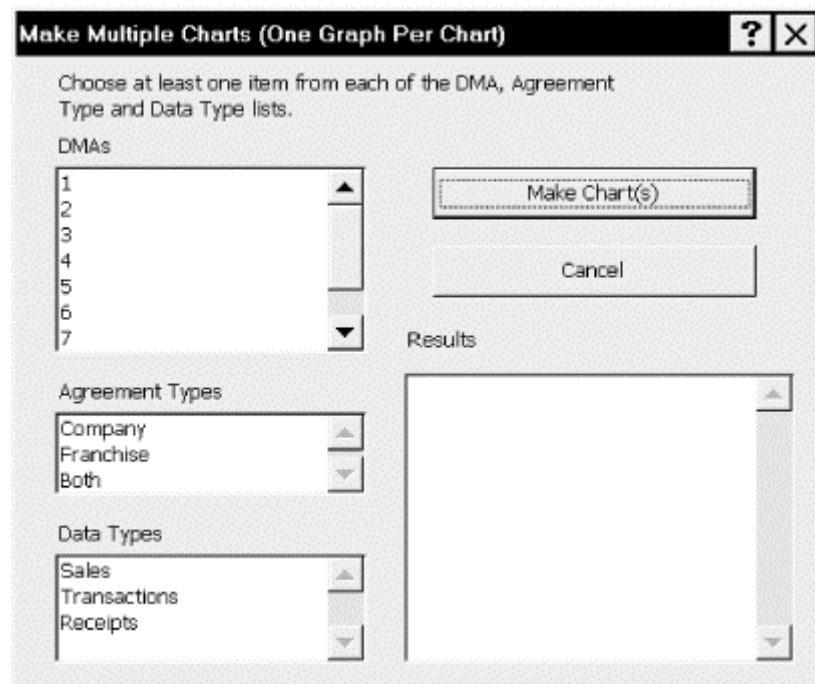 Make Multiple Charts (One Graph Per Chart)
? X
Choose at least one item from each of the DMA, Agreement
Type and Data Type lists.
DMAs
1
2
3
4
5
6
7
Make Chart(s)
Cancel
Agreement Types
Company
Franchise
Both
Data Types
Sales
Transactions
Receipts
Results